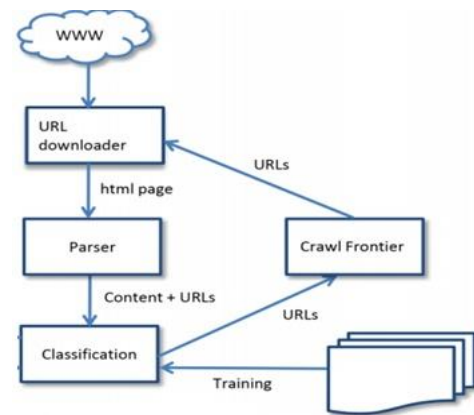 WWW
URL
downloader
URLs
html page
Parser
Crawl Frontier
Content + URLs
URLs
Classification
Training